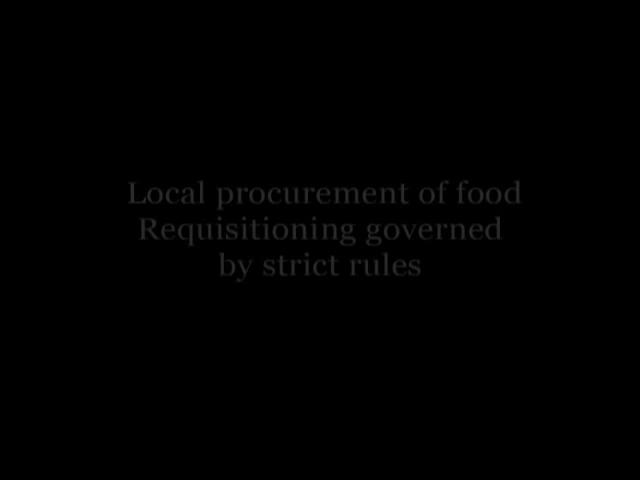 Local procurement of food
Requisitioning governed
by strict rules